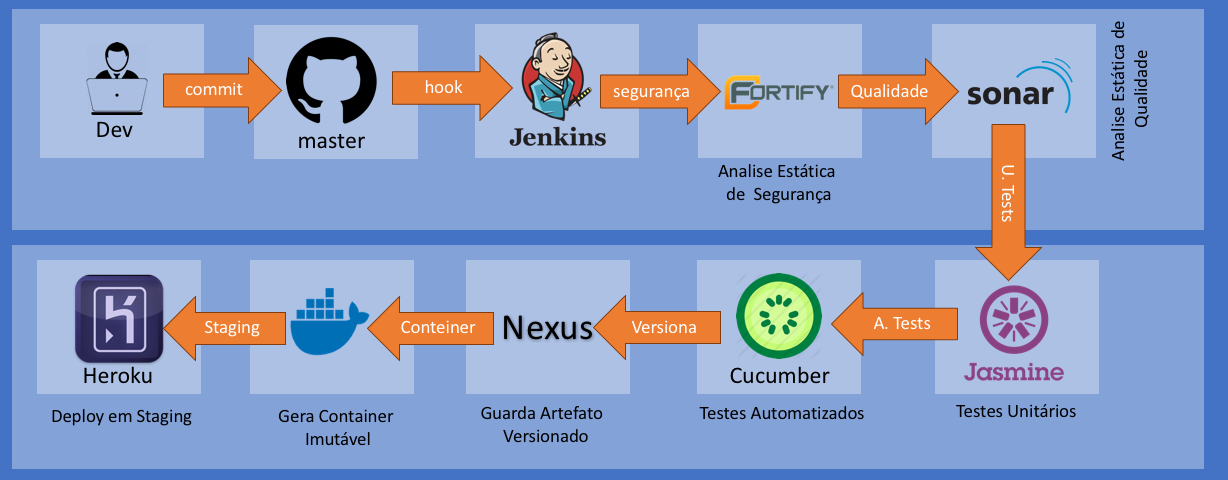 commit
Dev
master
hook
Jenkins
segurança
FORTIFY
Analise Estática
de Segurança
Qualidade
sonar
Analise Estática de
Qualidade
U. Tests
Jasmine
Testes Unitários
A. Tests
Cucumber
Testes Automatizados
Versiona
Nexus
Guarda Artefato
Versionado
Conteiner
Gera Container
Imutável
Staging
Heroku
Deploy em Staging